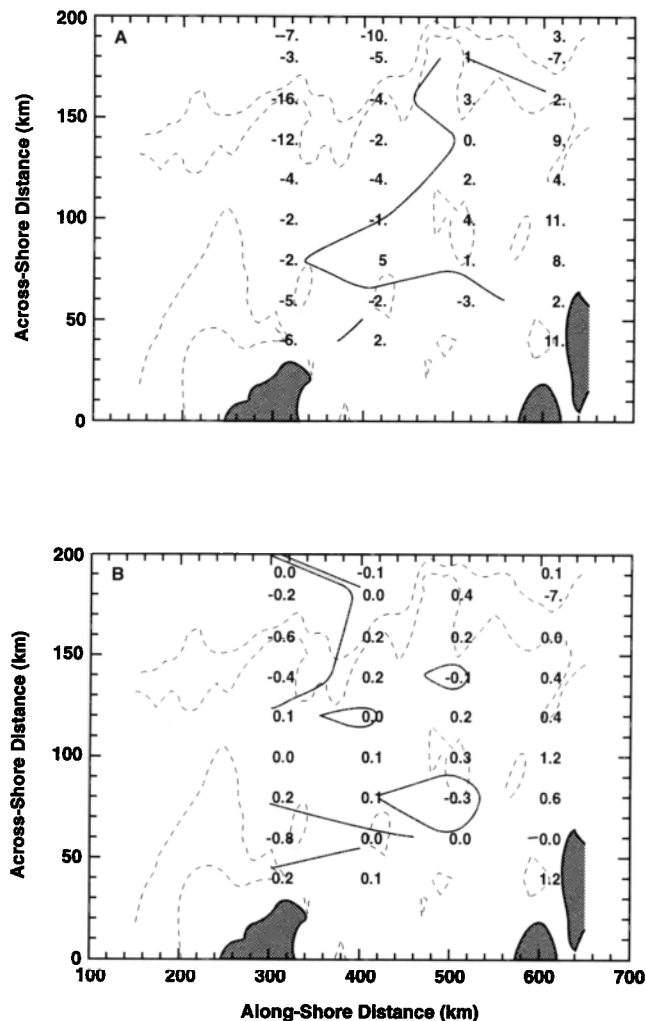 200
A
--7. -10. 3.
-3. -5. 1. -7.
150
-16. -4. 3. 2.
-12. -2. 0. 9.
-4. -4. 2. 4.
100
-2. -1. 4. 11.
-2. 5 1. 8.
-5. -2. -3. 2.
50
-6. 2. 11.
0
Across-Shore Distance (km)
200
B
0.0 -0.1 0.1
-0.2 0.0 0.4 -7.
-0.6 0.2 0.2 0.0
150
-0.4 0.2 -0.1 0.4
0.1 0.0 0.2 0.4
100
0.0 0.1 0.3 1.2
0.2 0.1 -0.3 0.6
-0.8 0.0 0.0 -0.0
50
-0.2 0.1 1.2
0
Across-Shore Distance (km)
100 200 300 400 500 600 700
Along-Shore Distance (km)